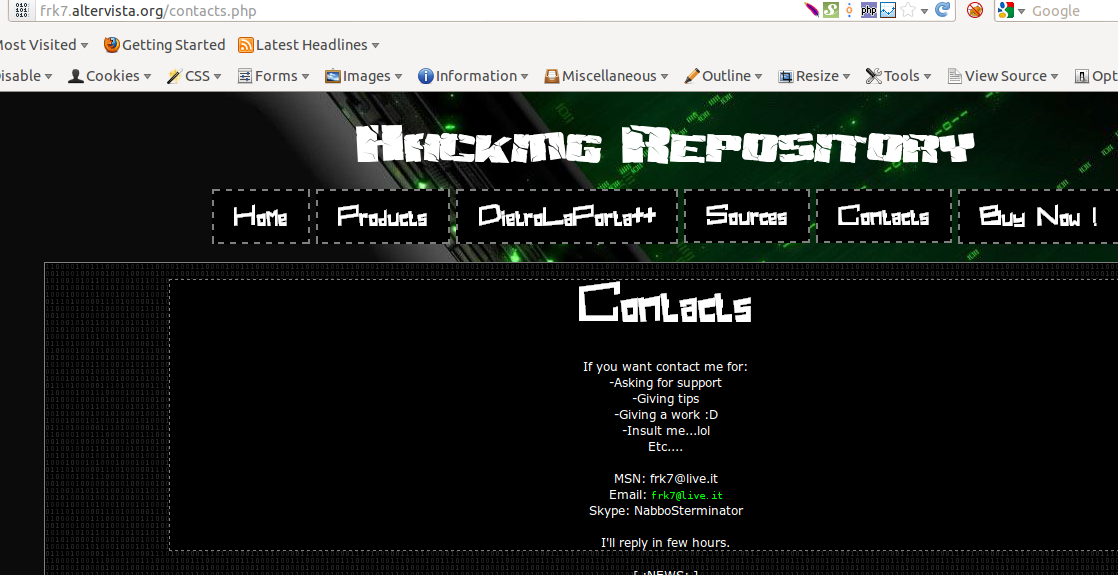 frk7.altervista.org/contacts.php
php
Google
Most Visited
Getting Started
Latest Headlines
isable
Cookies
CSS
Forms
Images
Information
Miscellaneous
Outline
Resize
Tools
View Source
Opt
Hacking Repository
Home
Products
DietroLaPorta++
Sources
Contacts
Buy Now !
Contacts
If you want contact me for:
-Asking for support
-Giving tips
-Giving a work :D
-Insult me...lol
Etc....
MSN: frk7@live.it
Email: frk7@live.it
Skype: NabboSterminator
I'll reply in few hours.
[ :NEWS: ]